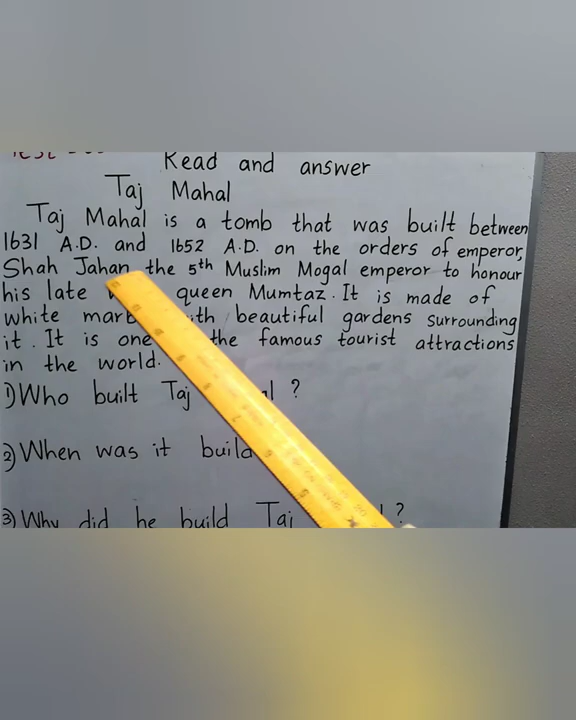 Read and answer
Taj Mahal
Taj Mahal is a tomb that was built between
1631 A.D. and 1652 A.D. on the orders of emperor,
Shah Jahan the 5th Muslim Mogal emperor to honour
his late queen Mumtaz. It is made of
white with beautiful gardens surrounding
it. It is one the famous tourist attractions
in the world.
1) Who built Taj ?
2) When was it
3) Why did he build Taj ?